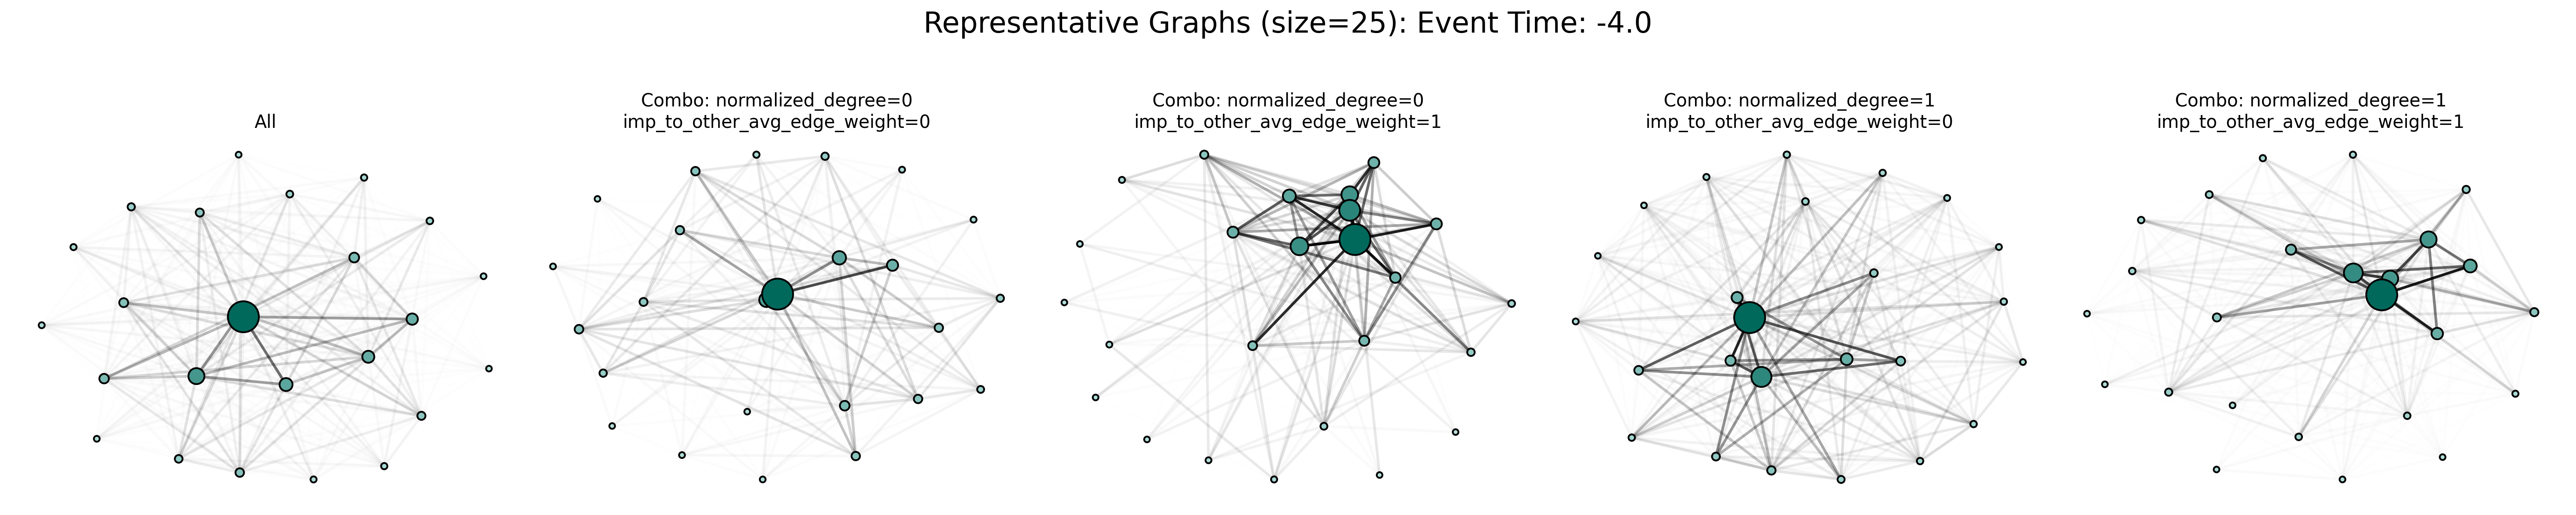 Representative Graphs (size=25): Event Time: -4.0
All
Combo: normalized_degree=0
imp_to_other_avg_edge_weight=0
Combo: normalized_degree=0
imp_to_other_avg_edge_weight=1
Combo: normalized_degree=1
imp_to_other_avg_edge_weight=0
Combo: normalized_degree=1
imp_to_other_avg_edge_weight=1